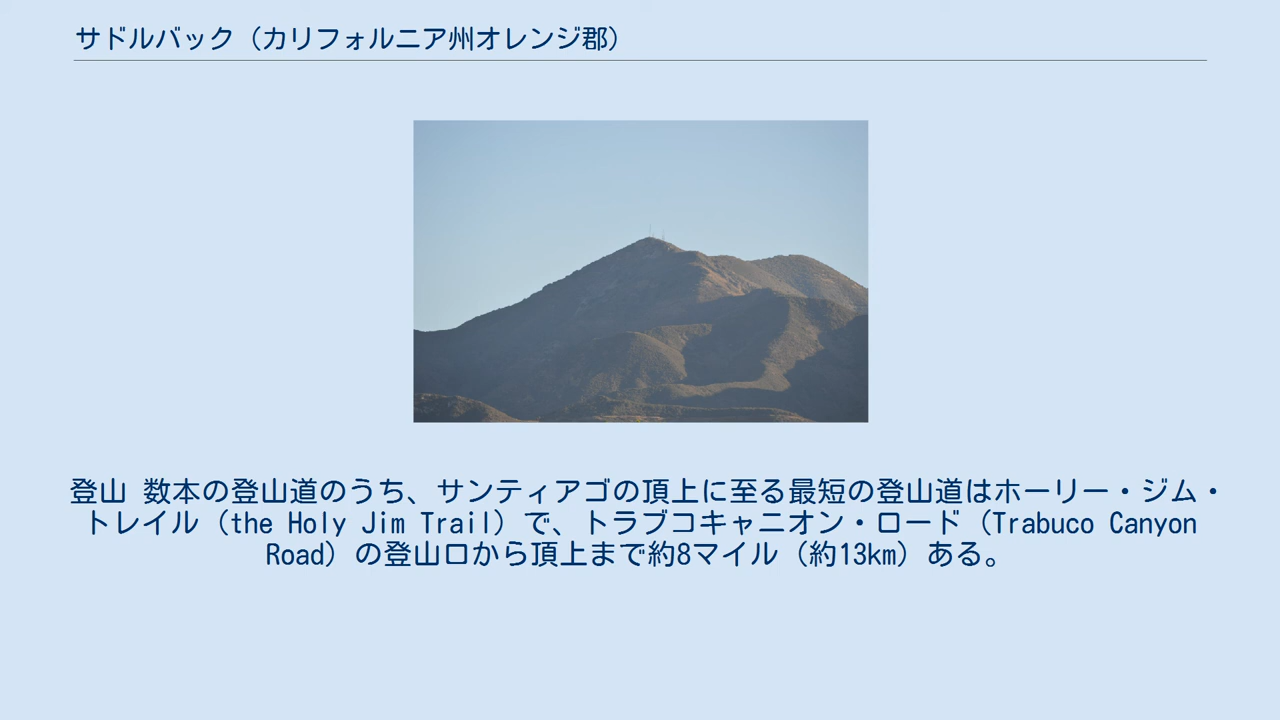 サドルバック（カリフォルニア州オレンジ郡）
登山 数本の登山道のうち、サンティアゴの頂上に至る最短の登山道はホーリー・ジム・
トレイル（the Holy Jim Trail）で、トラブコキャニオン・ロード（Trabuco Canyon
Road）の登山口から頂上まで約8マイル（約13km）ある。